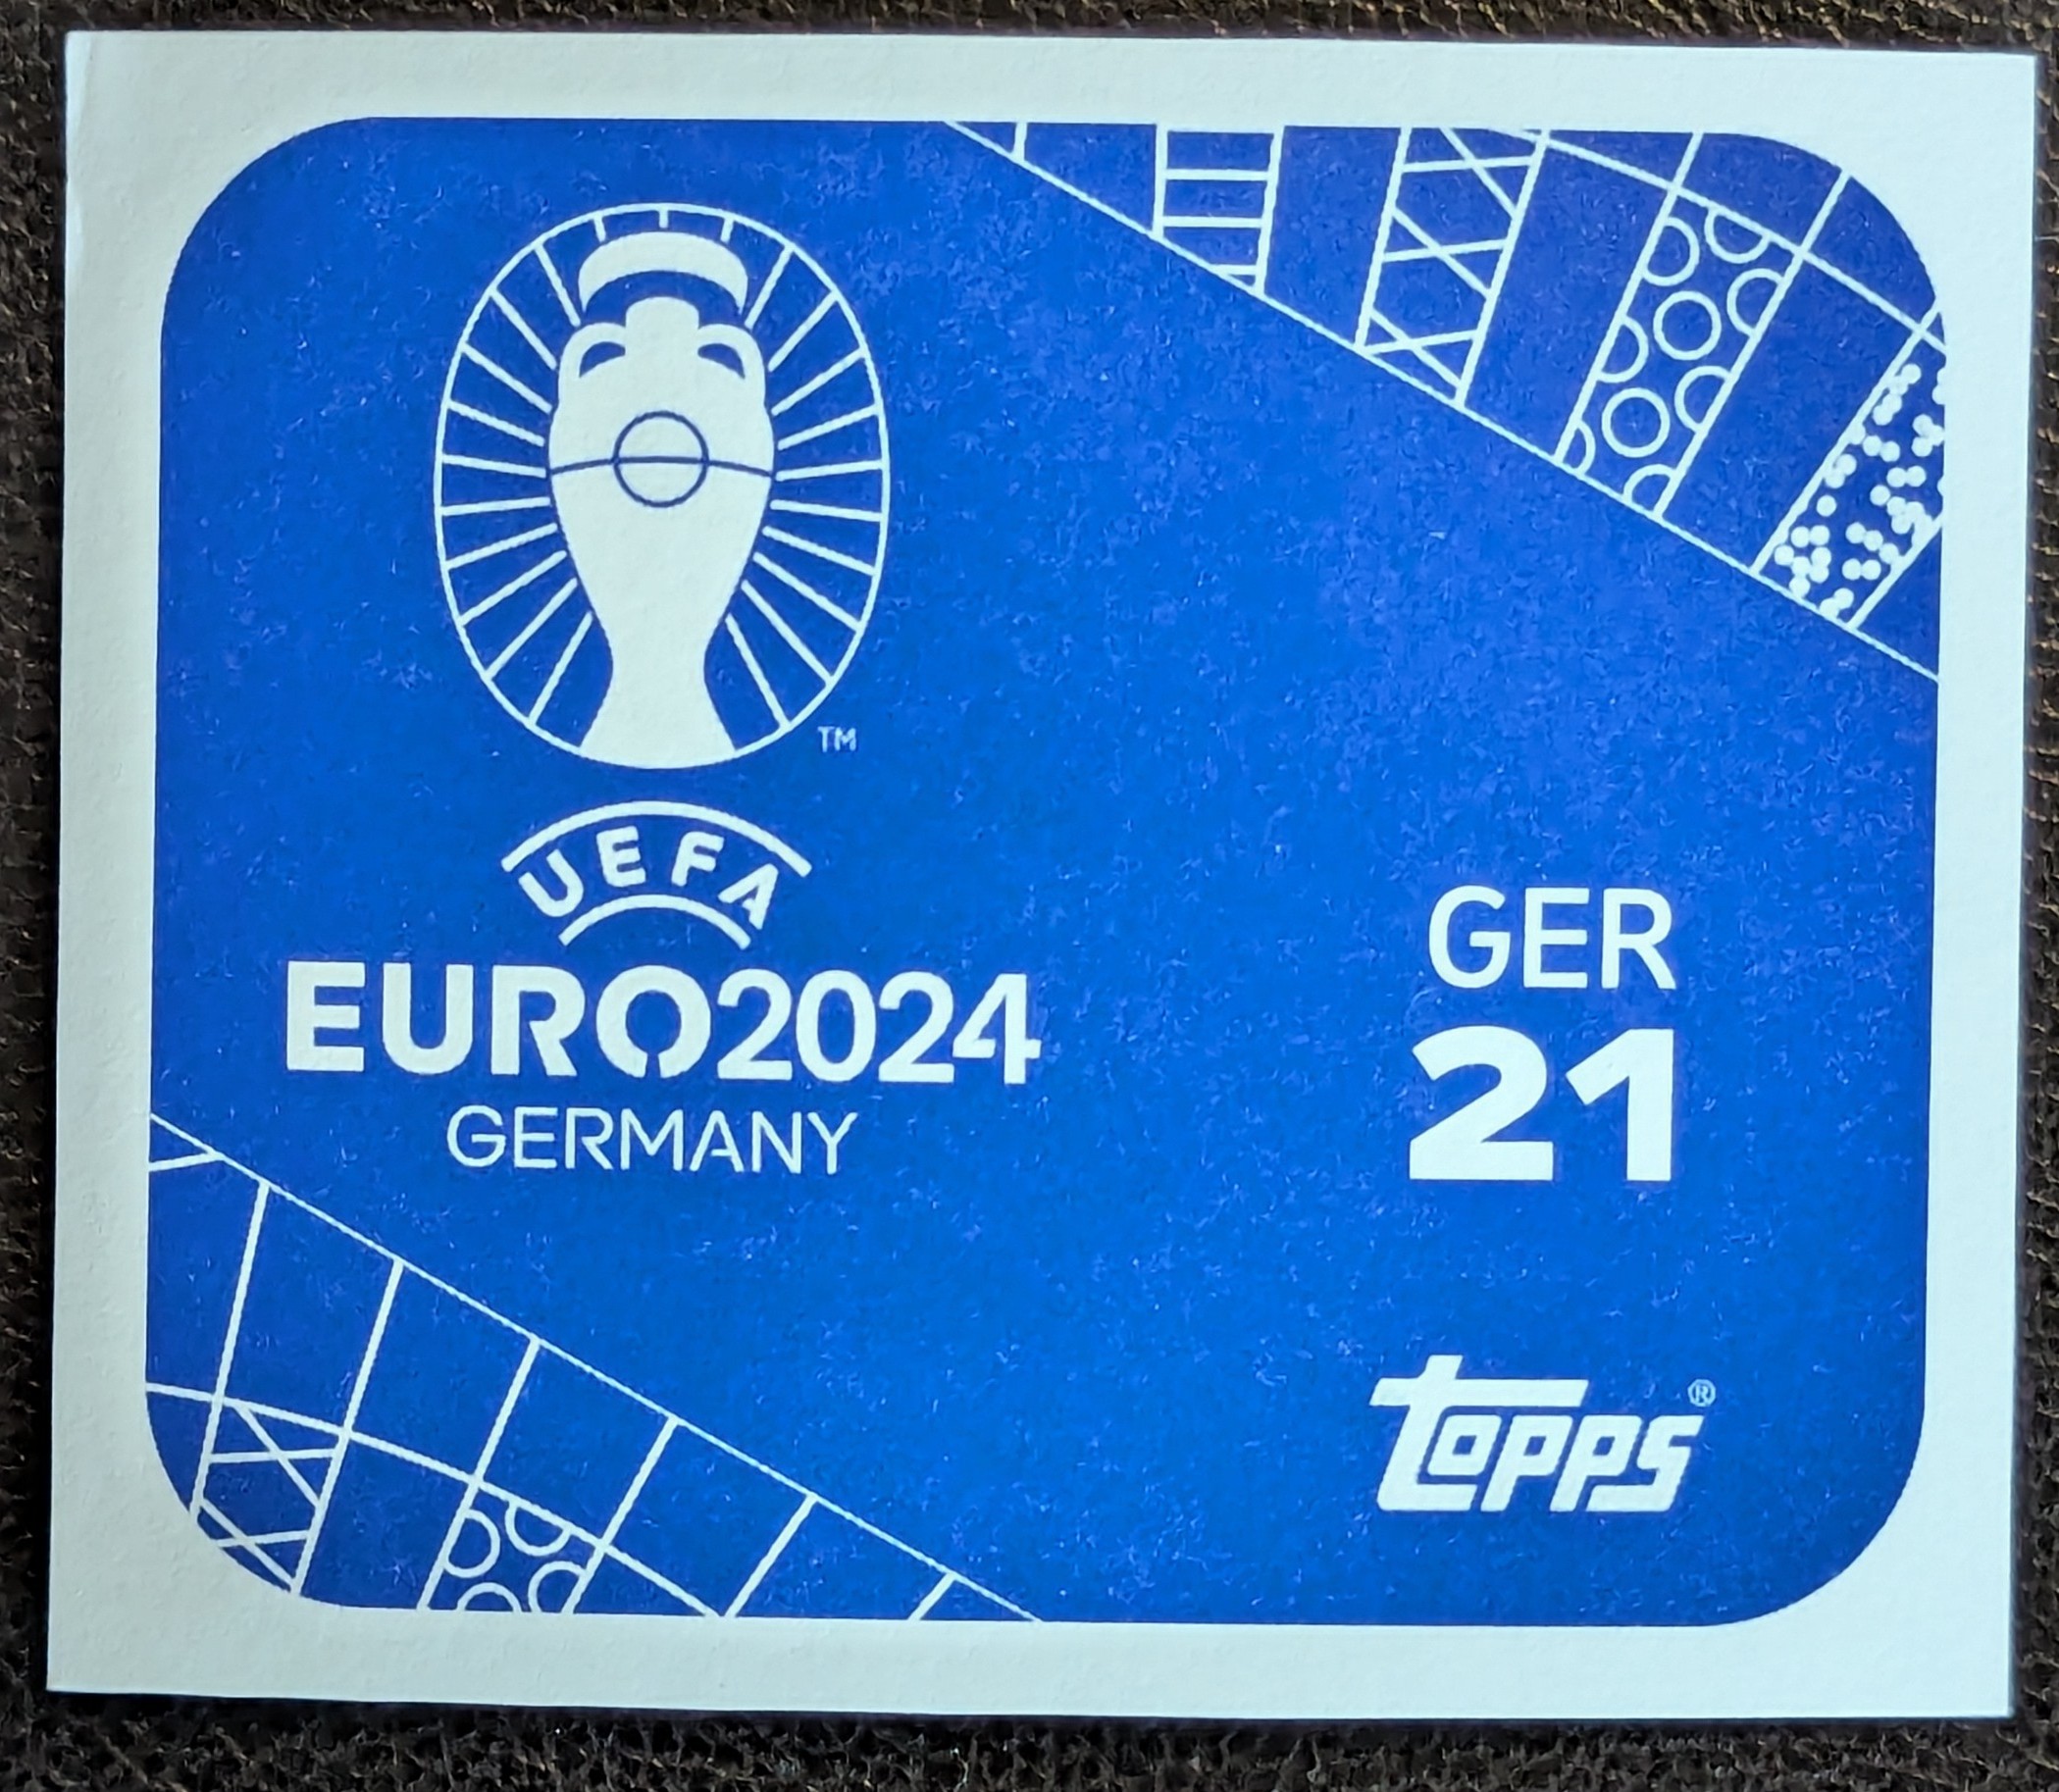 TM
UEFA
EURO2024
GERMANY
GER
21
topps®